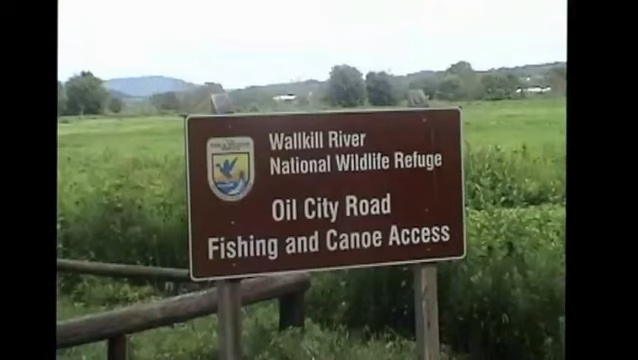 Wallkill River
National Wildlife Refuge
Oil City Road
Fishing and Canoe Access